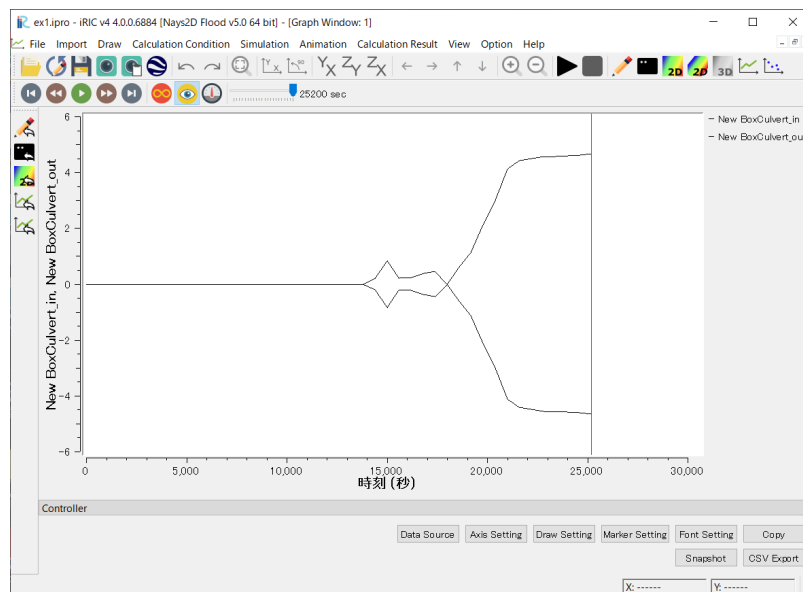 ex1.ipro - iRIC v4 4.0.0.6884 [Nays2D Flood v5.0 64 bit] - [Graph Window: 1]
File Import Draw Calculation Condition Simulation Animation Calculation Result View Option Help
YX ZY ZX 2D 2D 3D
25200 sec
2D
New BoxCulvert_in
New BoxCulvert_ou
New BoxCulvert_in, New BoxCulvert_out
6
4
2
0
-2
-4
-6
0 5,000 10,000 15,000 20,000 25,000 30,000
時刻 (秒)
Controller
Data Source Axis Setting Draw Setting Marker Setting Font Setting Copy
Snapshot CSV Export
X: ------ Y: ------